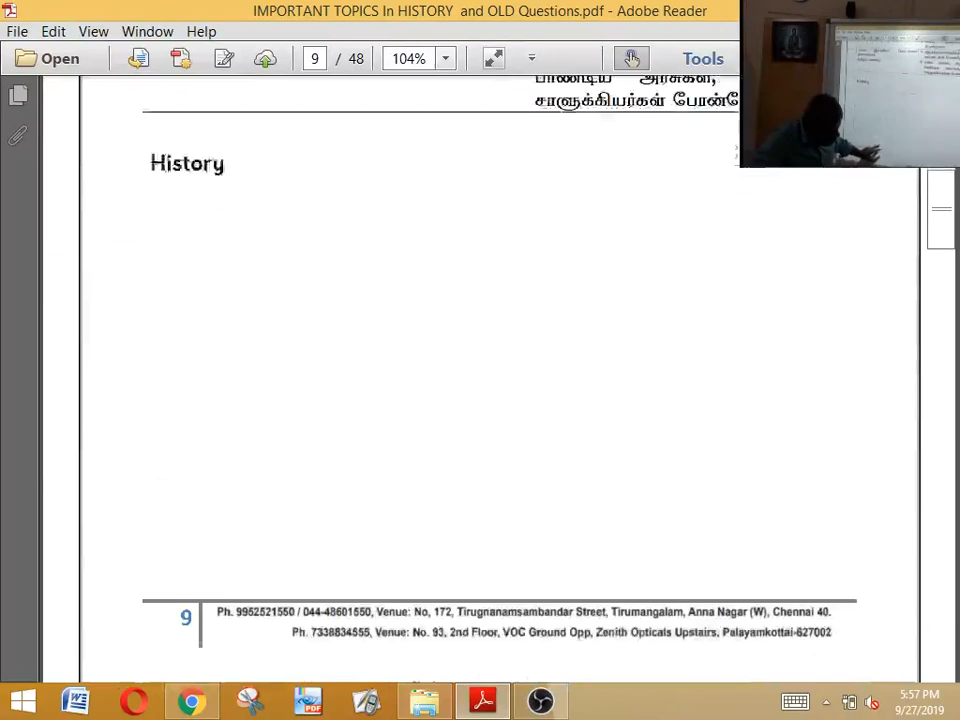 IMPORTANT TOPICS In HISTORY and OLD Questions.pdf - Adobe Reader
File Edit View Window Help
Open 9 / 48 104% Tools
பாண்டிய அரசுகள்,
சாளுக்கியர்கள் போன்
History
9
Ph. 9952521550 / 044-48601550, Venue: No, 172, Tirugnanamsambandar Street, Tirumangalam, Anna Nagar (W), Chennai 40.
Ph. 7338834555, Venue: No. 93, 2nd Floor, VOC Ground Opp, Zenith Opticals Upstairs, Palayamkottai-627002
5:57 PM
9/27/2019